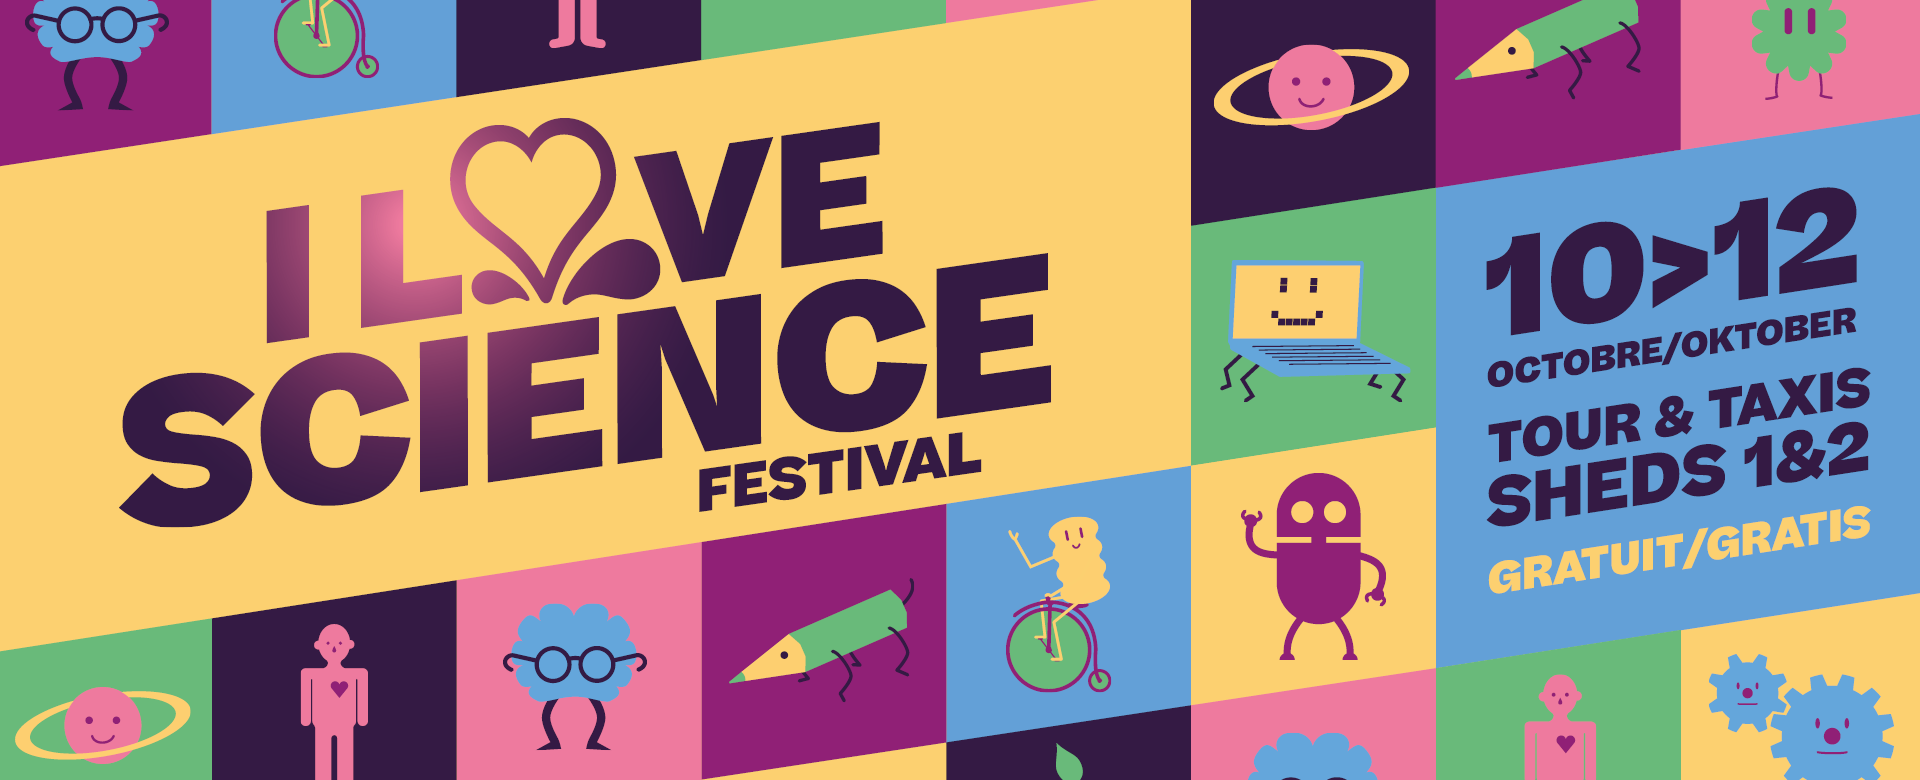 I LOVE
SCIENCE
FESTIVAL
10>12
OCTOBRE/OKTOBER
TOUR & TAXIS
SHEDS 1&2
GRATUIT/GRATIS